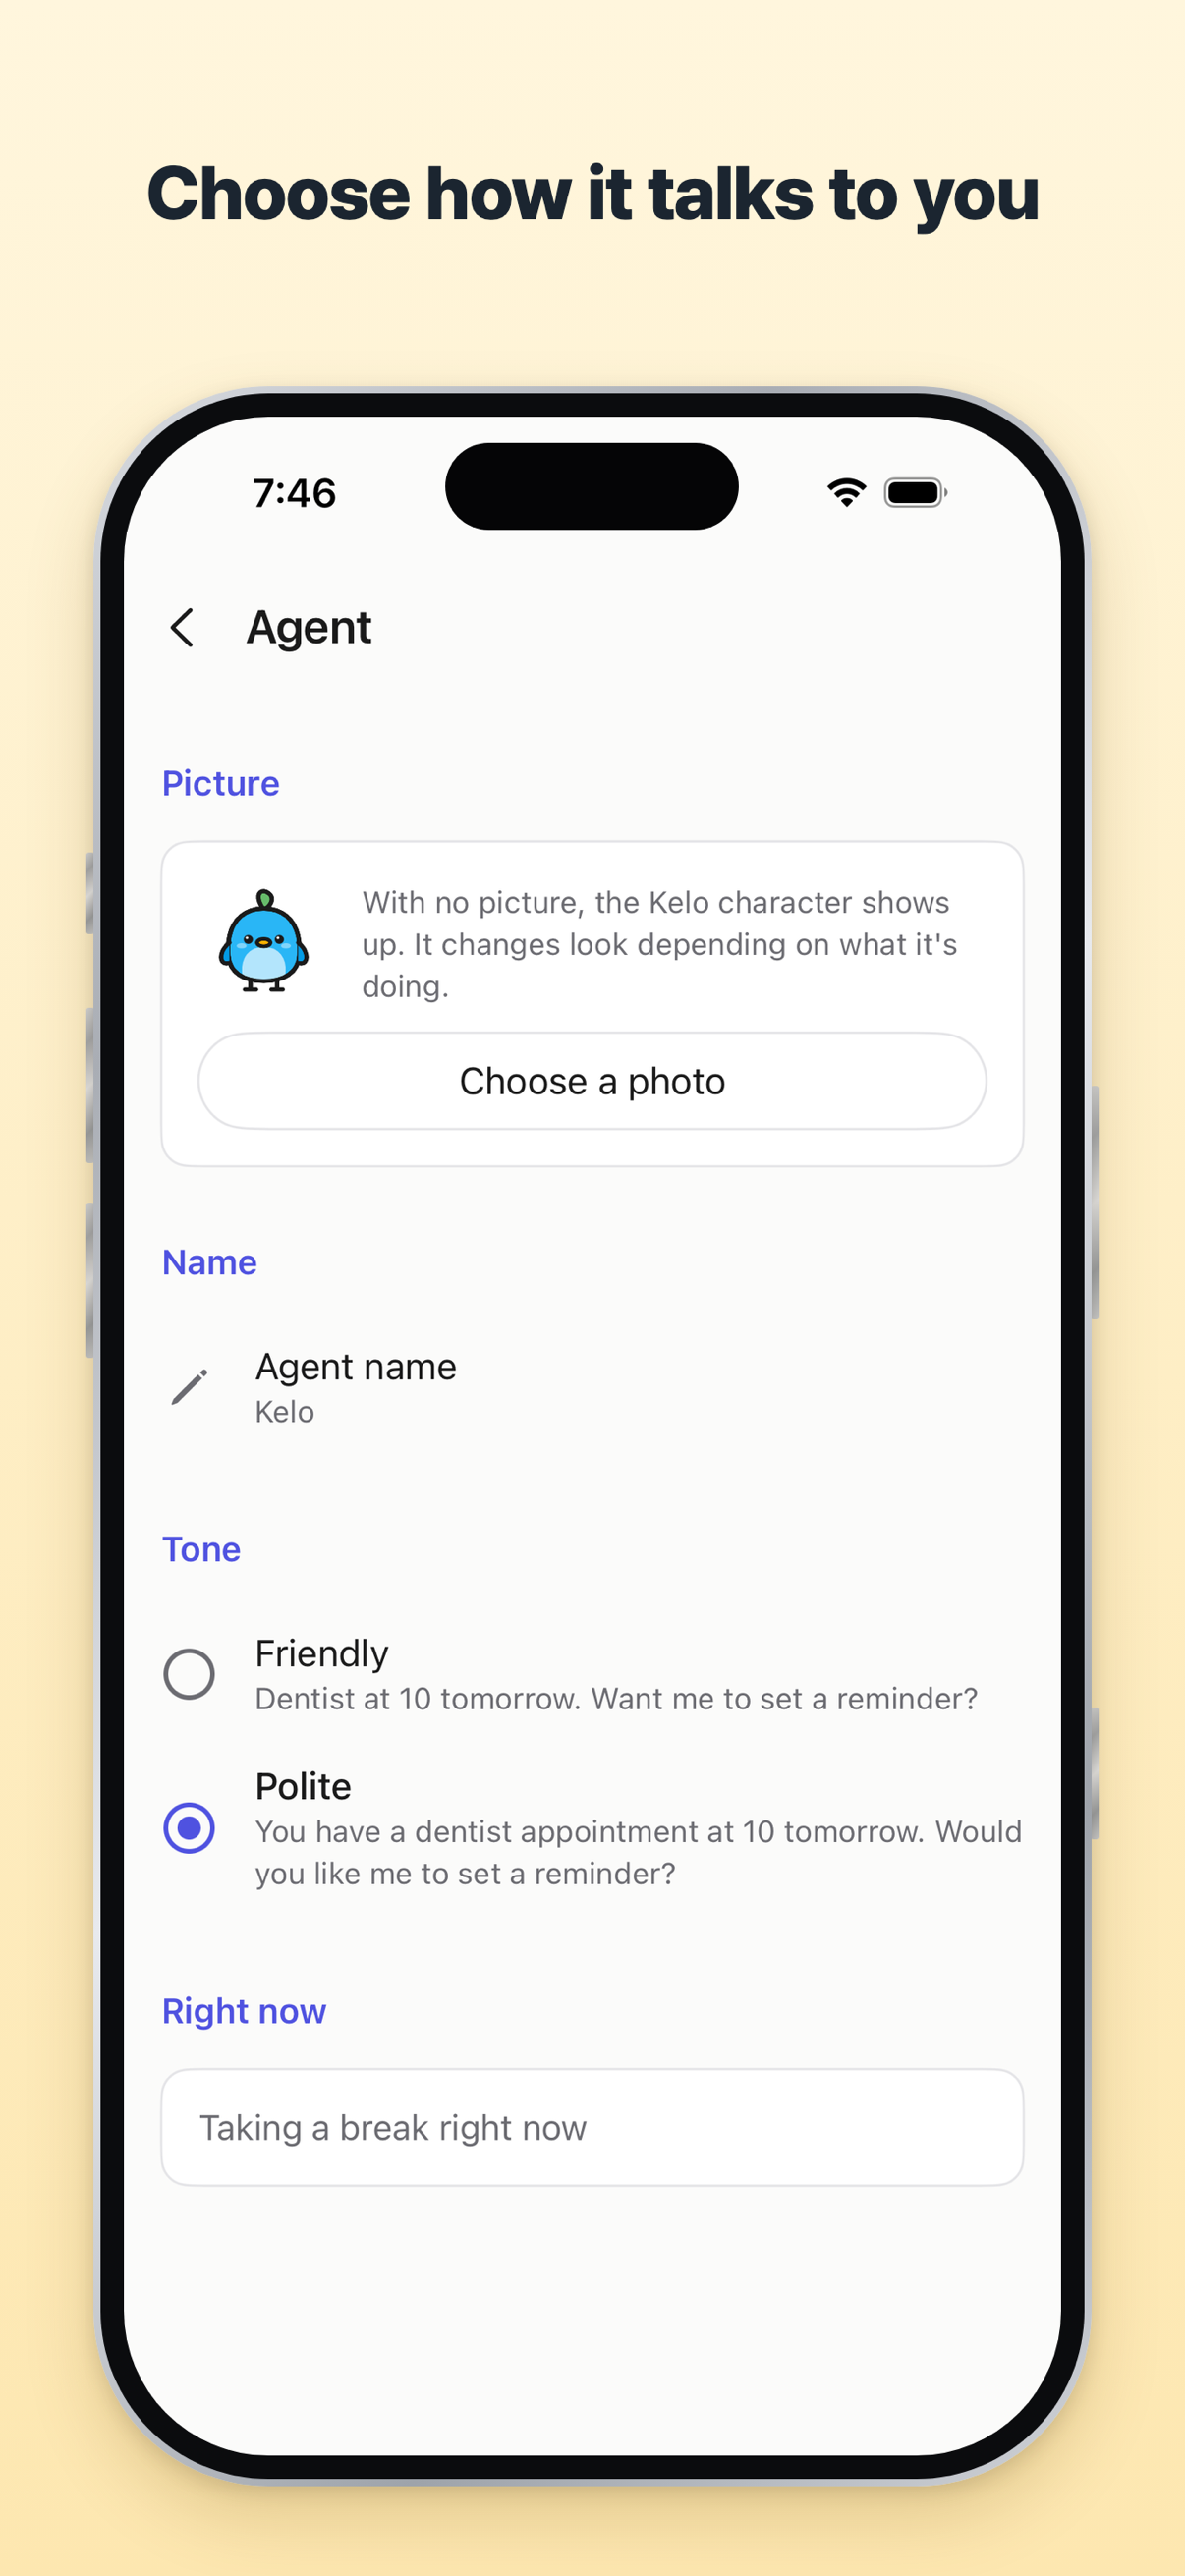 Choose how it talks to you
7:46
Agent
Picture
With no picture, the Kelo character shows
up. It changes look depending on what it's
doing.
Choose a photo
Name
Agent name
Kelo
Tone
Friendly
Dentist at 10 tomorrow. Want me to set a reminder?
Polite
You have a dentist appointment at 10 tomorrow. Would
you like me to set a reminder?
Right now
Taking a break right now